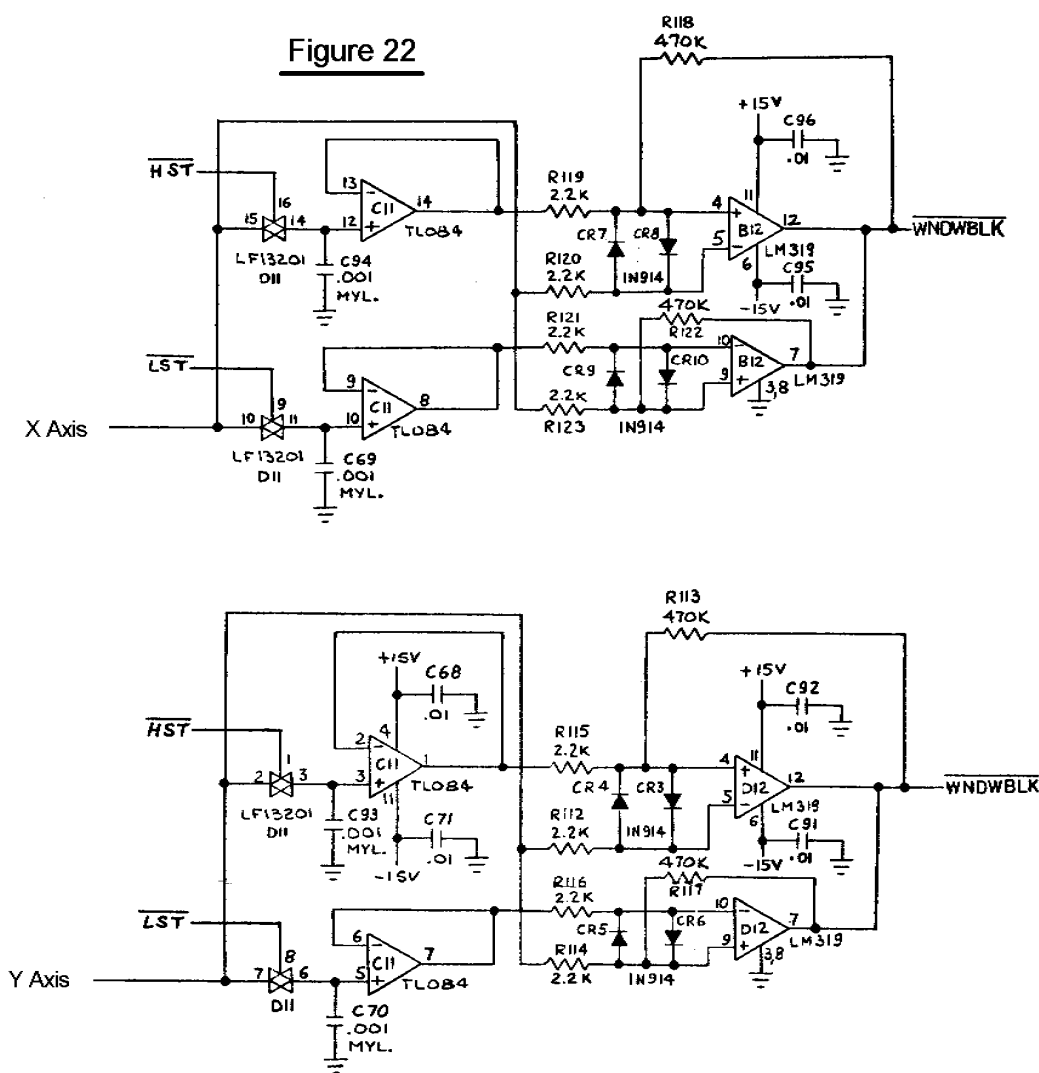 Figure 22
R118
470K
+15V
C96
.01
HST
16
15
14
LF13201
D11
C94
.001
MYL.
13
-
12
+
C11
14
TL084
R119
2.2K
CR7
CR8
R120
2.2K
1N914
4
+
5
-
11
B12
12
LM319
6
C95
.01
-15V
WNDWBLK
470K
R122
LST
9
10
11
LF13201
D11
C69
.001
MYL.
9
-
10
+
C11
8
TL084
R121
2.2K
CR9
CR10
2.2K
R123
1N914
10
-
9
+
B12
7
LM319
3,8
X Axis
R113
470K
+15V
C68
.01
+15V
C92
.01
HST
1
2
3
LF13201
D11
C93
.001
MYL.
2
-
3
+
4
C11
1
TL084
11
C71
.01
-15V
R115
2.2K
CR4
CR3
R112
2.2K
1N914
4
+
5
-
11
D12
12
LM319
6
C91
.01
-15V
WNDWBLK
470K
R117
LST
8
7
6
D11
C70
.001
MYL.
6
-
5
+
C11
7
TL084
R116
2.2K
CR5
CR6
R114
2.2K
1N914
10
-
9
+
D12
7
LM319
3,8
Y Axis